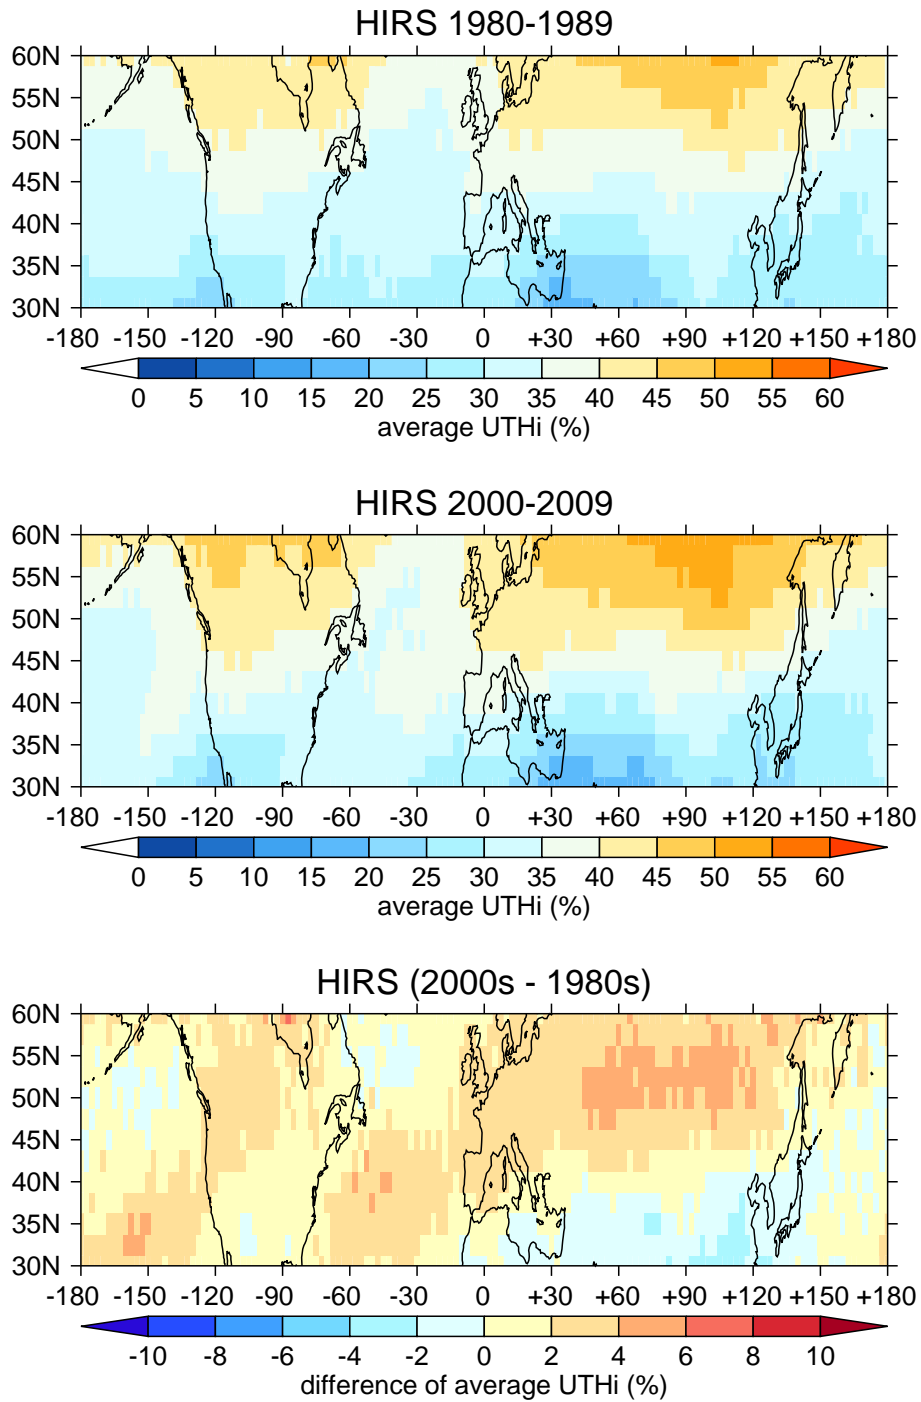 HIRS 1980-1989
60N
55N
50N
45N
40N
35N
30N
-180 -150 -120 -90 -60 -30 0 +30 +60 +90 +120 +150 +180
0 5 10 15 20 25 30 35 40 45 50 55 60
average UTHi (%)
HIRS 2000-2009
60N
55N
50N
45N
40N
35N
30N
-180 -150 -120 -90 -60 -30 0 +30 +60 +90 +120 +150 +180
0 5 10 15 20 25 30 35 40 45 50 55 60
average UTHi (%)
HIRS (2000s - 1980s)
60N
55N
50N
45N
40N
35N
30N
-180 -150 -120 -90 -60 -30 0 +30 +60 +90 +120 +150 +180
-10 -8 -6 -4 -2 0 2 4 6 8 10
difference of average UTHi (%)